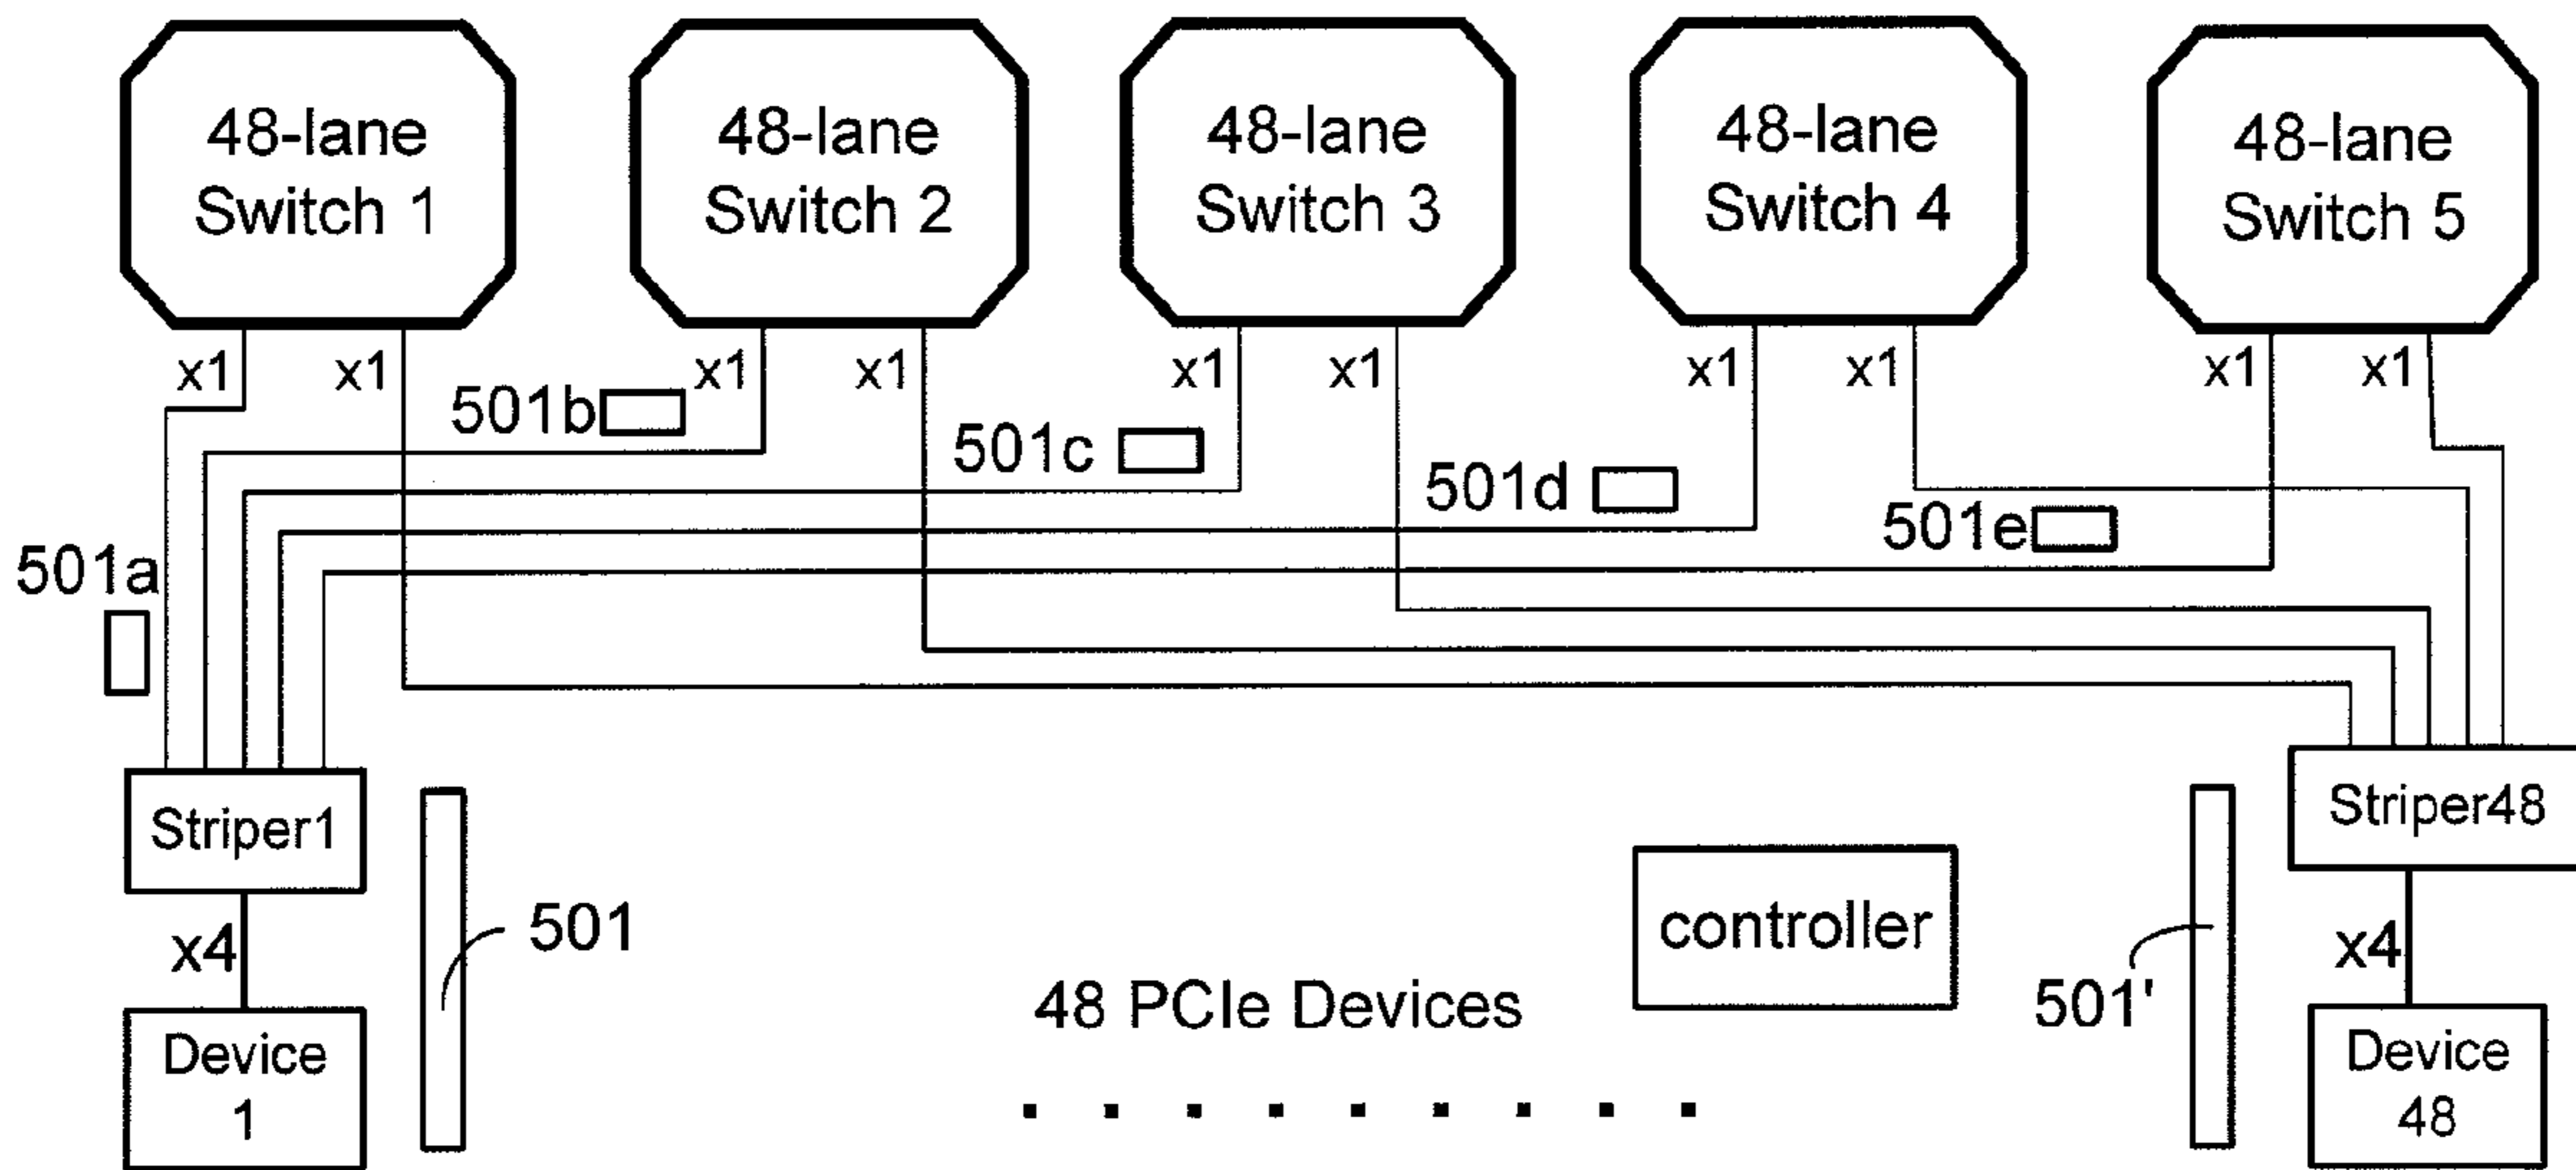 48-lane
Switch 1
48-lane
Switch 2
48-lane
Switch 3
48-lane
Switch 4
48-lane
Switch 5
x1
x1
x1
x1
x1
x1
x1
x1
x1
x1
501b
501c
501d
501e
501a
Striper1
Striper48
501
controller
x4
x4
48 PCIe Devices
501'
Device
1
Device
48